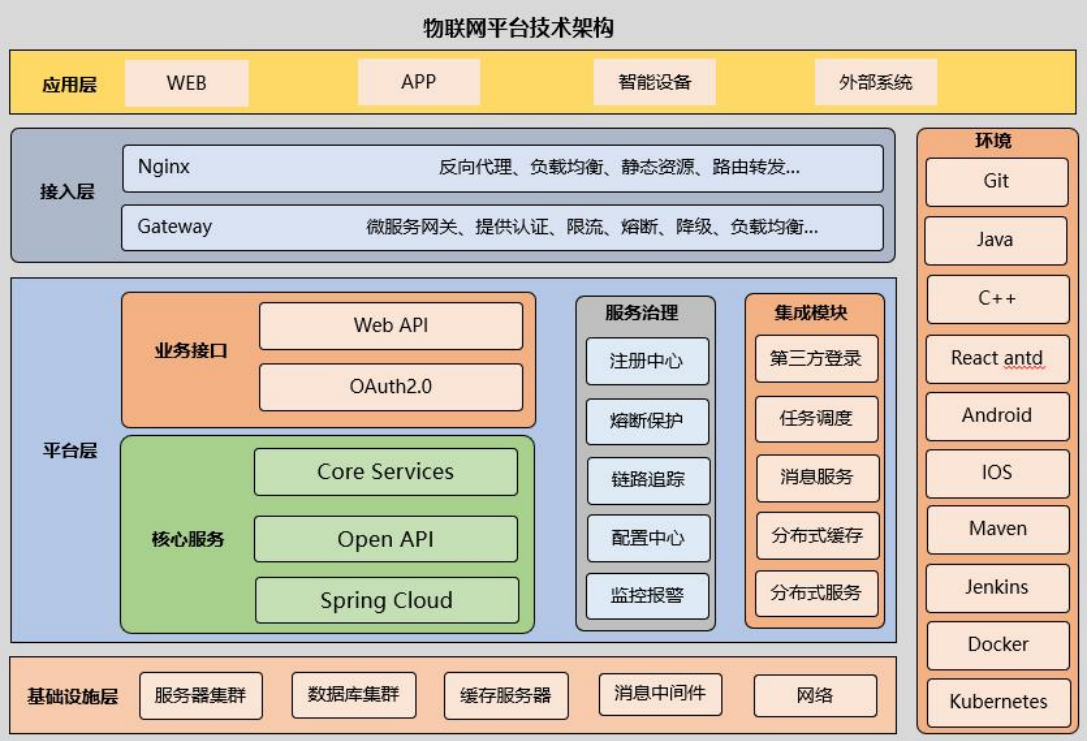 物联网平台技术架构
应用层
WEB
APP
智能设备
外部系统
接入层
Nginx 反向代理、负载均衡、静态资源、路由转发...
Gateway 微服务网关、提供认证、限流、熔断、降级、负载均衡...
平台层
业务接口
Web API
OAuth2.0
核心服务
Core Services
Open API
Spring Cloud
服务治理
注册中心
熔断保护
链路追踪
配置中心
监控报警
集成模块
第三方登录
任务调度
消息服务
分布式缓存
分布式服务
基础设施层
服务器集群
数据库集群
缓存服务器
消息中间件
网络
环境
Git
Java
C++
React antd
Android
IOS
Maven
Jenkins
Docker
Kubernetes